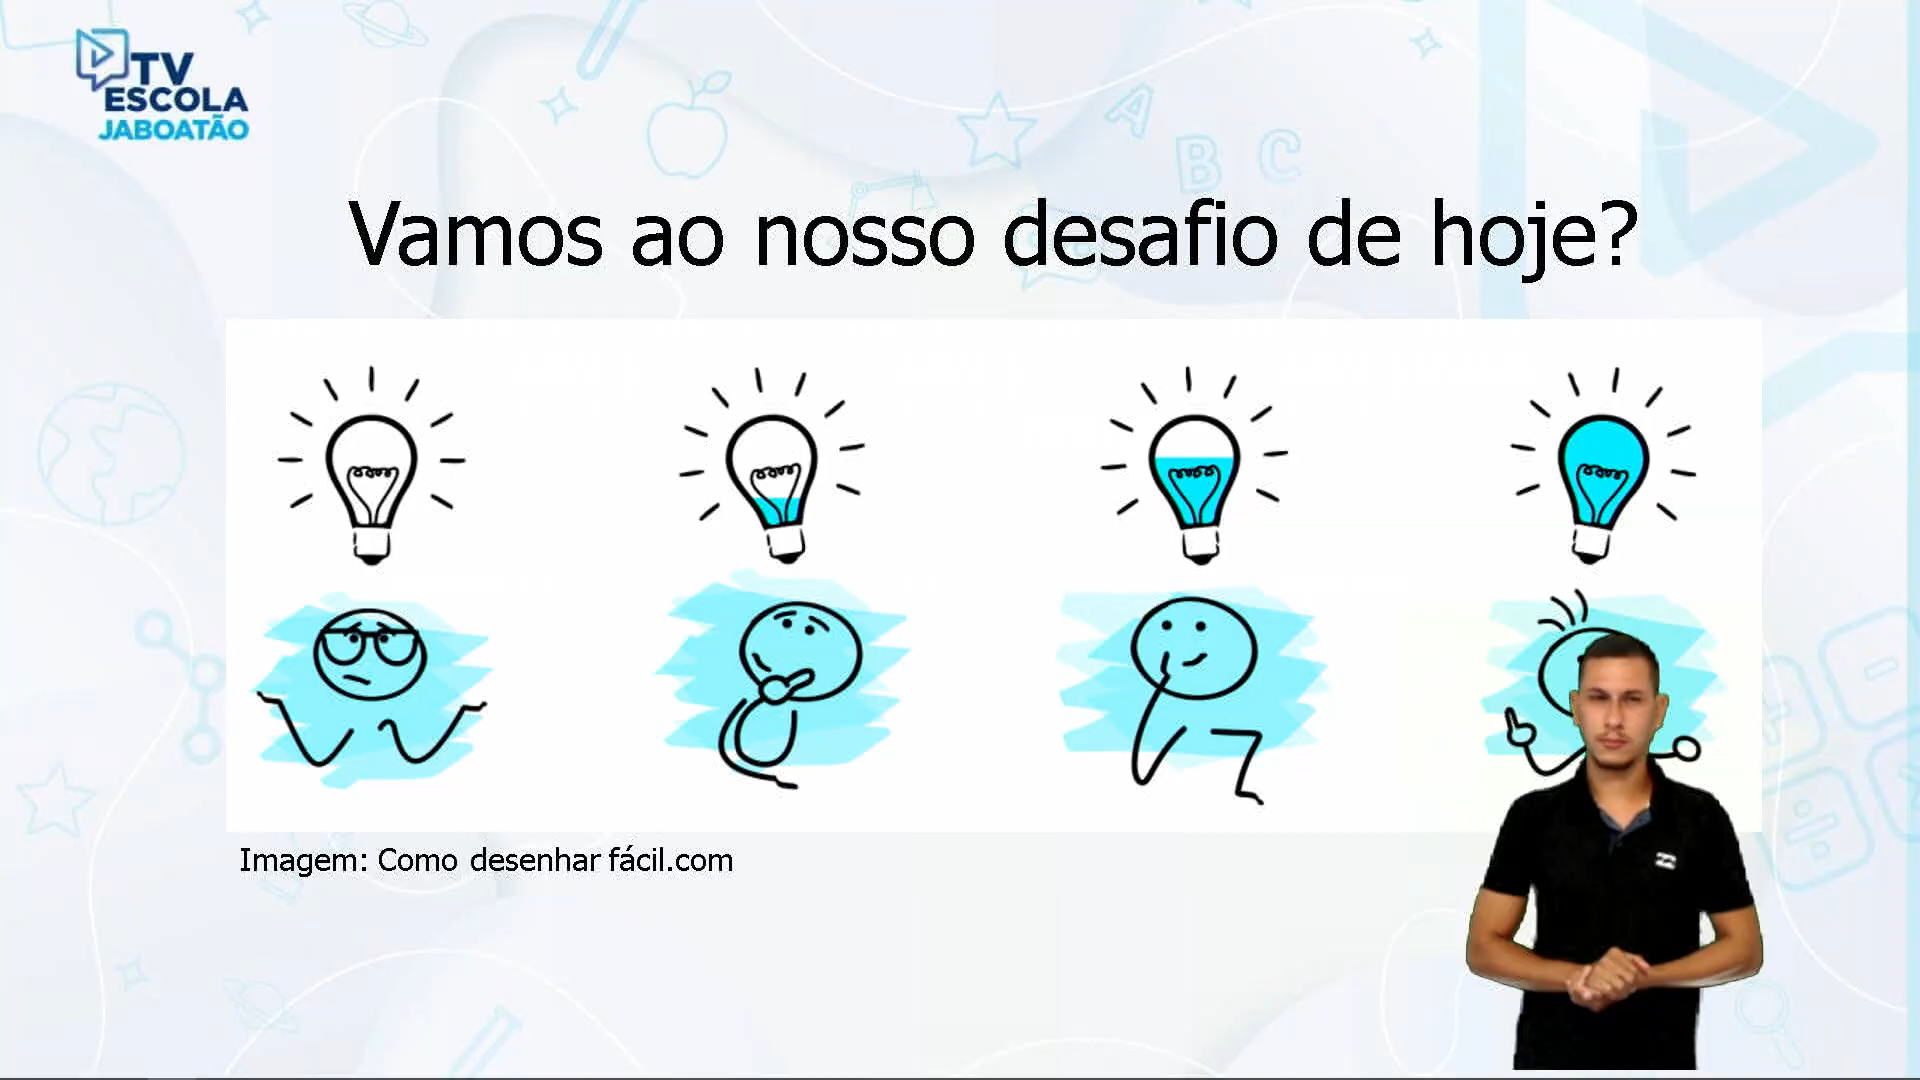 TV
ESCOLA
JABOATÃO
A
B C
Vamos ao nosso desafio de hoje?
Imagem: Como desenhar fácil.com